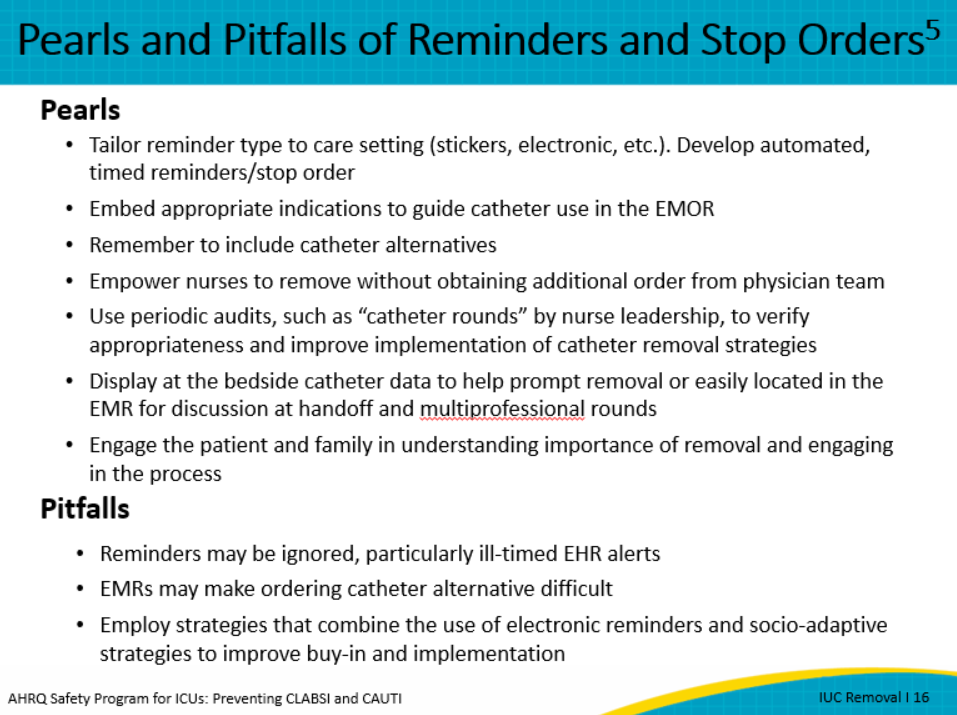 Pearls and Pitfalls of Reminders and Stop Orders5
Pearls
• Tailor reminder type to care setting (stickers, electronic, etc.). Develop automated,
timed reminders/stop order
• Embed appropriate indications to guide catheter use in the EMOR
• Remember to include catheter alternatives
• Empower nurses to remove without obtaining additional order from physician team
• Use periodic audits, such as “catheter rounds” by nurse leadership, to verify
appropriateness and improve implementation of catheter removal strategies
• Display at the bedside catheter data to help prompt removal or easily located in the
EMR for discussion at handoff and multiprofessional rounds
• Engage the patient and family in understanding importance of removal and engaging
in the process
Pitfalls
• Reminders may be ignored, particularly ill-timed EHR alerts
• EMRs may make ordering catheter alternative difficult
• Employ strategies that combine the use of electronic reminders and socio-adaptive
strategies to improve buy-in and implementation
AHRQ Safety Program for ICUs: Preventing CLABSI and CAUTI
IUC Removal I 16